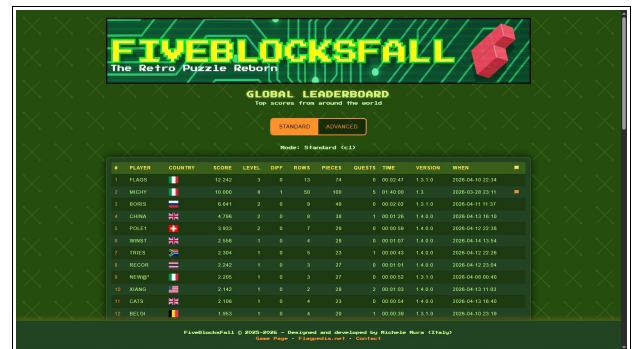 FIVEBLOCKSFALL
The Retro Puzzle Reborn
GLOBAL LEADERBOARD
Top scores from around the world
STANDARD ADVANCED
Mode: Standard (c1)
# PLAYER COUNTRY SCORE LEVEL DIFF ROWS PIECES QUESTS TIME VERSION WHEN
1 FLAGS 12.242 3 0 13 74 0 00:02:47 1.3.1.0 2026-04-10 22:34
2 MICHY 10.000 8 1 50 100 5 01:40:00 1.3 2026-03-28 23:11
3 BORIS 6.641 2 0 9 49 0 00:02:02 1.3.1.0 2026-04-11 11:37
4 CHINA 4.796 2 0 8 38 1 00:01:28 1.4.0.0 2026-04-13 16:10
5 POLE1 3.933 2 0 7 29 0 00:00:59 1.4.0.0 2026-04-12 22:38
6 WINST 2.556 1 0 4 28 0 00:01:07 1.4.0.0 2026-04-14 13:54
7 TRIES 2.304 1 0 5 23 1 00:00:43 1.4.0.0 2026-04-12 22:28
8 RECOR 2.242 1 0 3 27 0 00:01:01 1.4.0.0 2026-04-12 23:04
9 NEW@* 2.205 1 0 3 27 0 00:00:52 1.3.1.0 2026-04-08 00:40
10 XIANG 2.142 1 0 2 28 2 00:01:03 1.4.0.0 2026-04-13 11:03
11 CATS 2.106 1 0 4 23 0 00:00:54 1.4.0.0 2026-04-13 16:40
12 BELGI 1.953 1 0 4 20 1 00:00:39 1.3.1.0 2026-04-10 23:19
FiveBlocksFall © 2025-2026 - Designed and developed by Michele Mura (Italy)
Game Page - Flagpedia.net - Contact